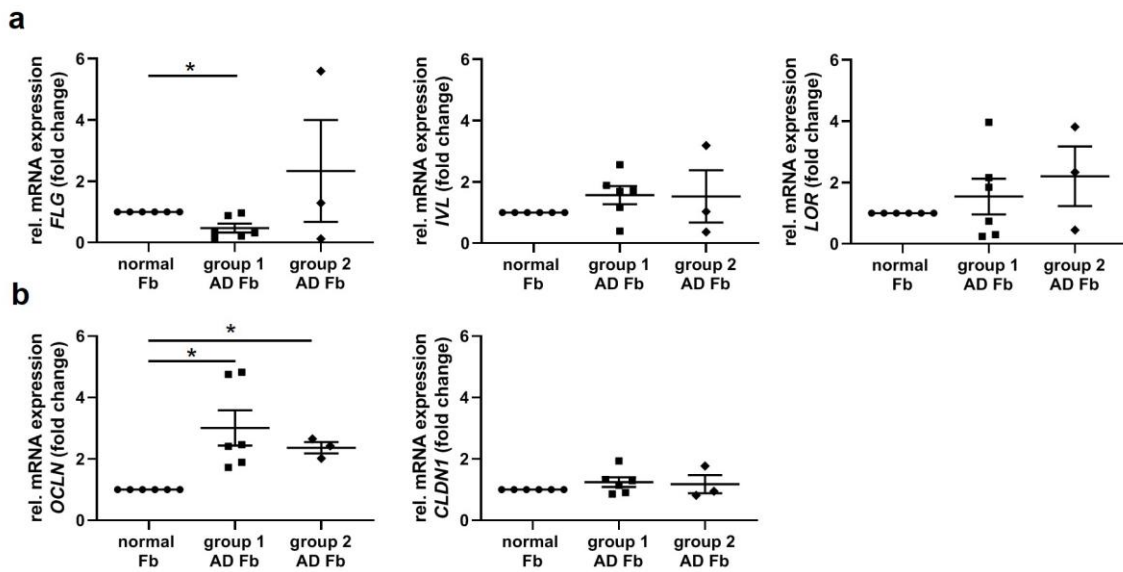 a
rel. mRNA expression
FLG (fold change)
6
4
2
0
*
normal Fb
group 1 AD Fb
group 2 AD Fb
rel. mRNA expression
IVL (fold change)
6
4
2
0
normal Fb
group 1 AD Fb
group 2 AD Fb
rel. mRNA expression
LOR (fold change)
6
4
2
0
normal Fb
group 1 AD Fb
group 2 AD Fb
b
rel. mRNA expression
OCLN (fold change)
6
4
2
0
*
*
normal Fb
group 1 AD Fb
group 2 AD Fb
rel. mRNA expression
CLDN1 (fold change)
6
4
2
0
normal Fb
group 1 AD Fb
group 2 AD Fb